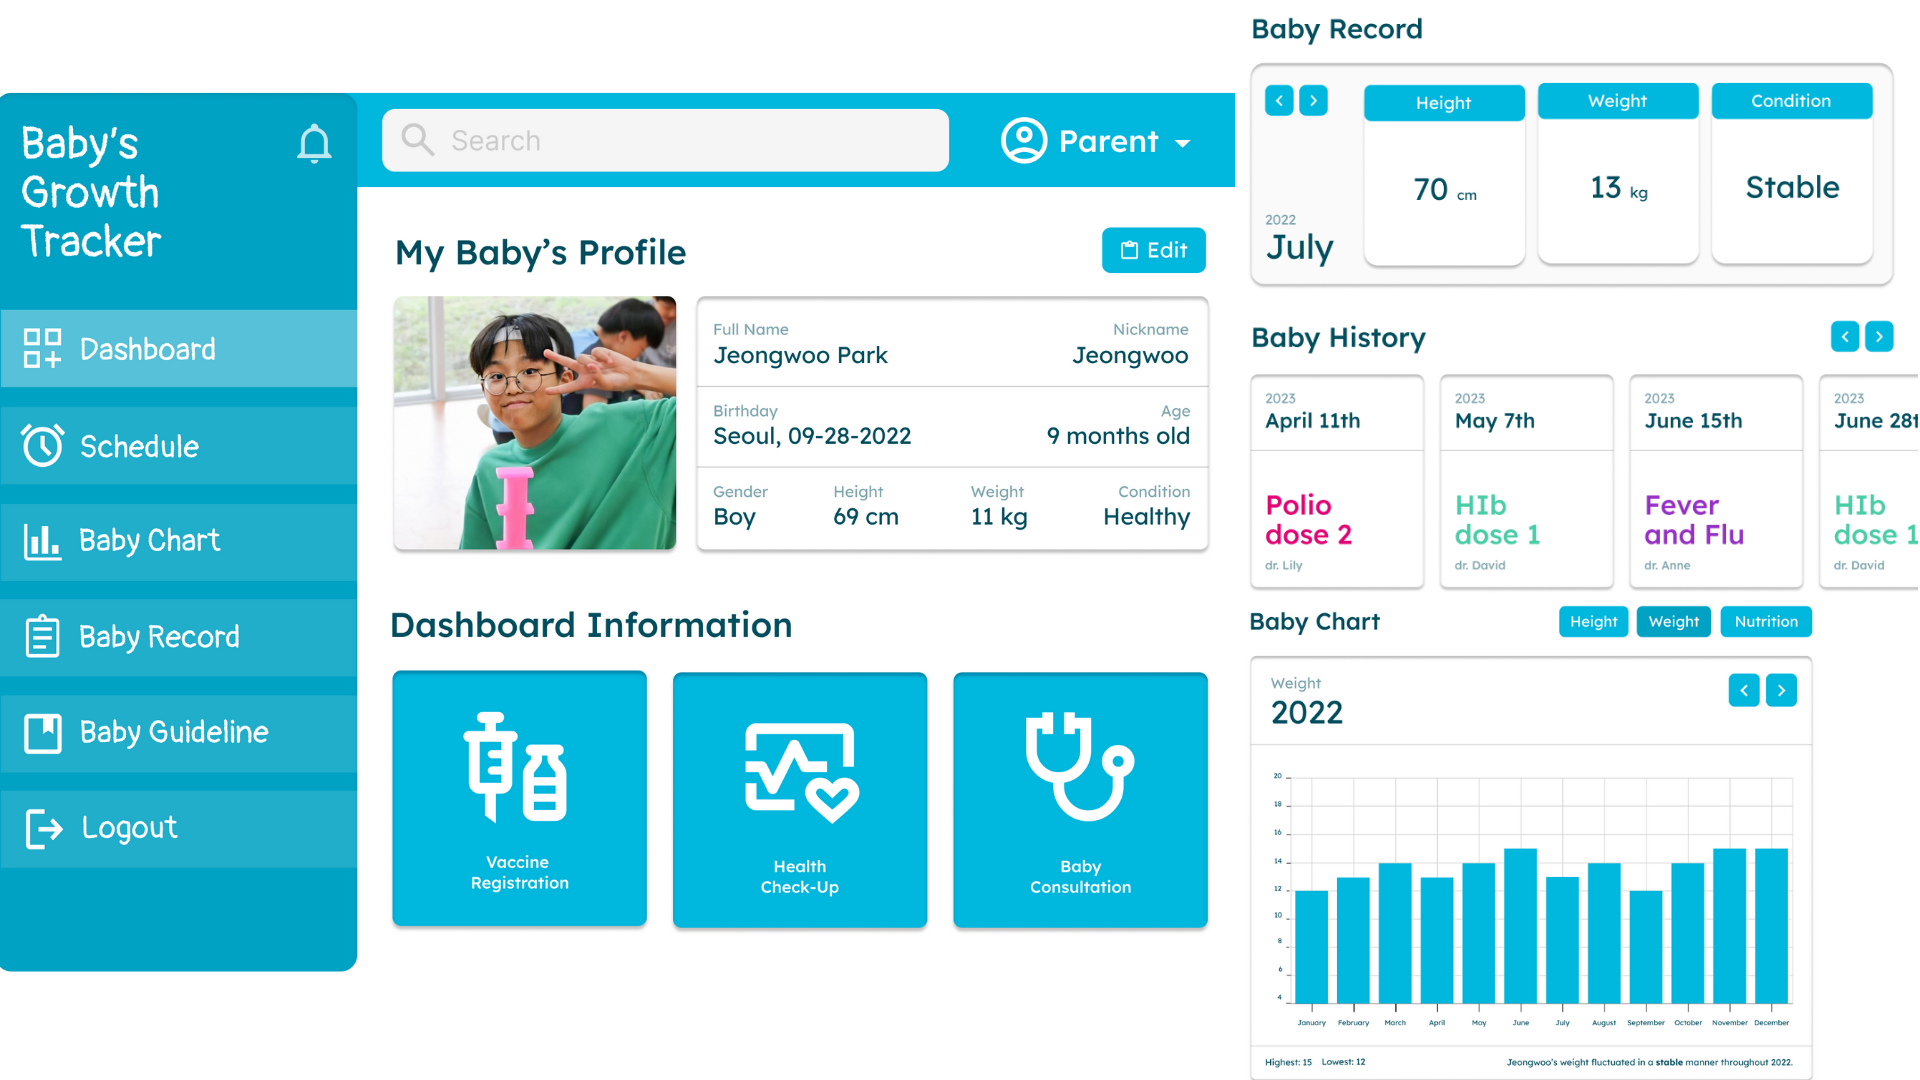 Baby's
Growth
Tracker
Dashboard
Schedule
Baby Chart
Baby Record
Baby Guideline
Logout
Search
Parent
My Baby's Profile
Edit
Full Name
Nickname
Jeongwoo Park
Jeongwoo
Birthday
Age
Seoul, 09-28-2022
9 months old
Gender
Height
Weight
Condition
Boy
69 cm
11 kg
Healthy
Dashboard Information
Vaccine
Registration
Health
Check-Up
Baby
Consultation
Baby Record
Height
Weight
Condition
70 cm
13 kg
Stable
2022
July
Baby History
2023
April 11th
Polio
dose 2
dr. Lily
2023
May 7th
HIb
dose 1
dr. David
2023
June 15th
Fever
and Flu
dr. Anne
2023
June 28t
HIb
dose 1
dr. David
Baby Chart
Height
Weight
Nutrition
Weight
2022
20
18
16
14
12
10
8
6
4
January February March April May June July August September October November December
Highest: 15 Lowest: 12
Jeongwoo's weight fluctuated in a stable manner throughout 2022.